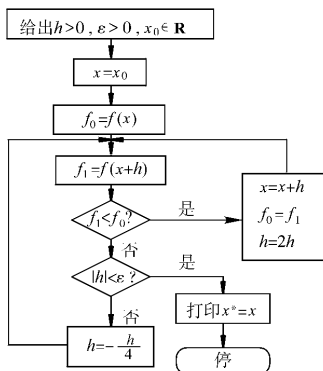 给出h>0 , ε>0 , x₀∈R
x=x₀
f₀=f(x)
f₁=f(x+h)
f₁<f₀?
是
x=x+h
f₀=f₁
h=2h
否
|h|<ε ?
是
打印x*=x
停
否
h=-h/4